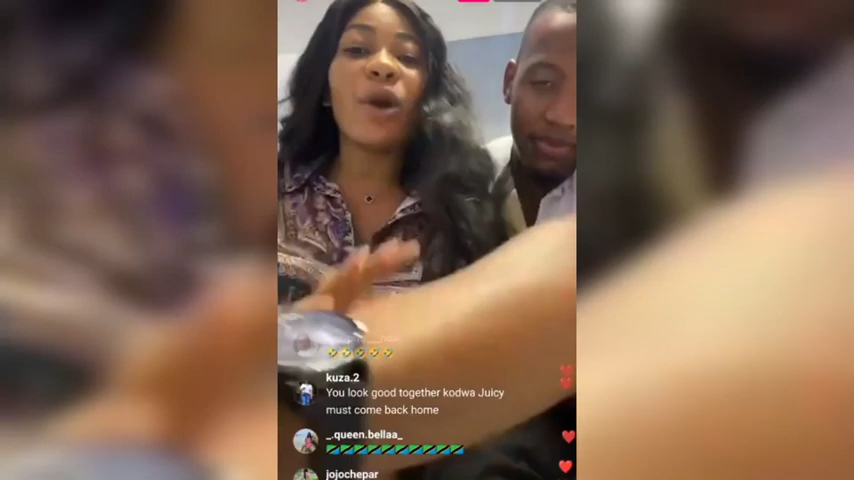 kuza.2
You look good together kodwa Juicy
must come back home
_.queen.bellaa_
jojochepar